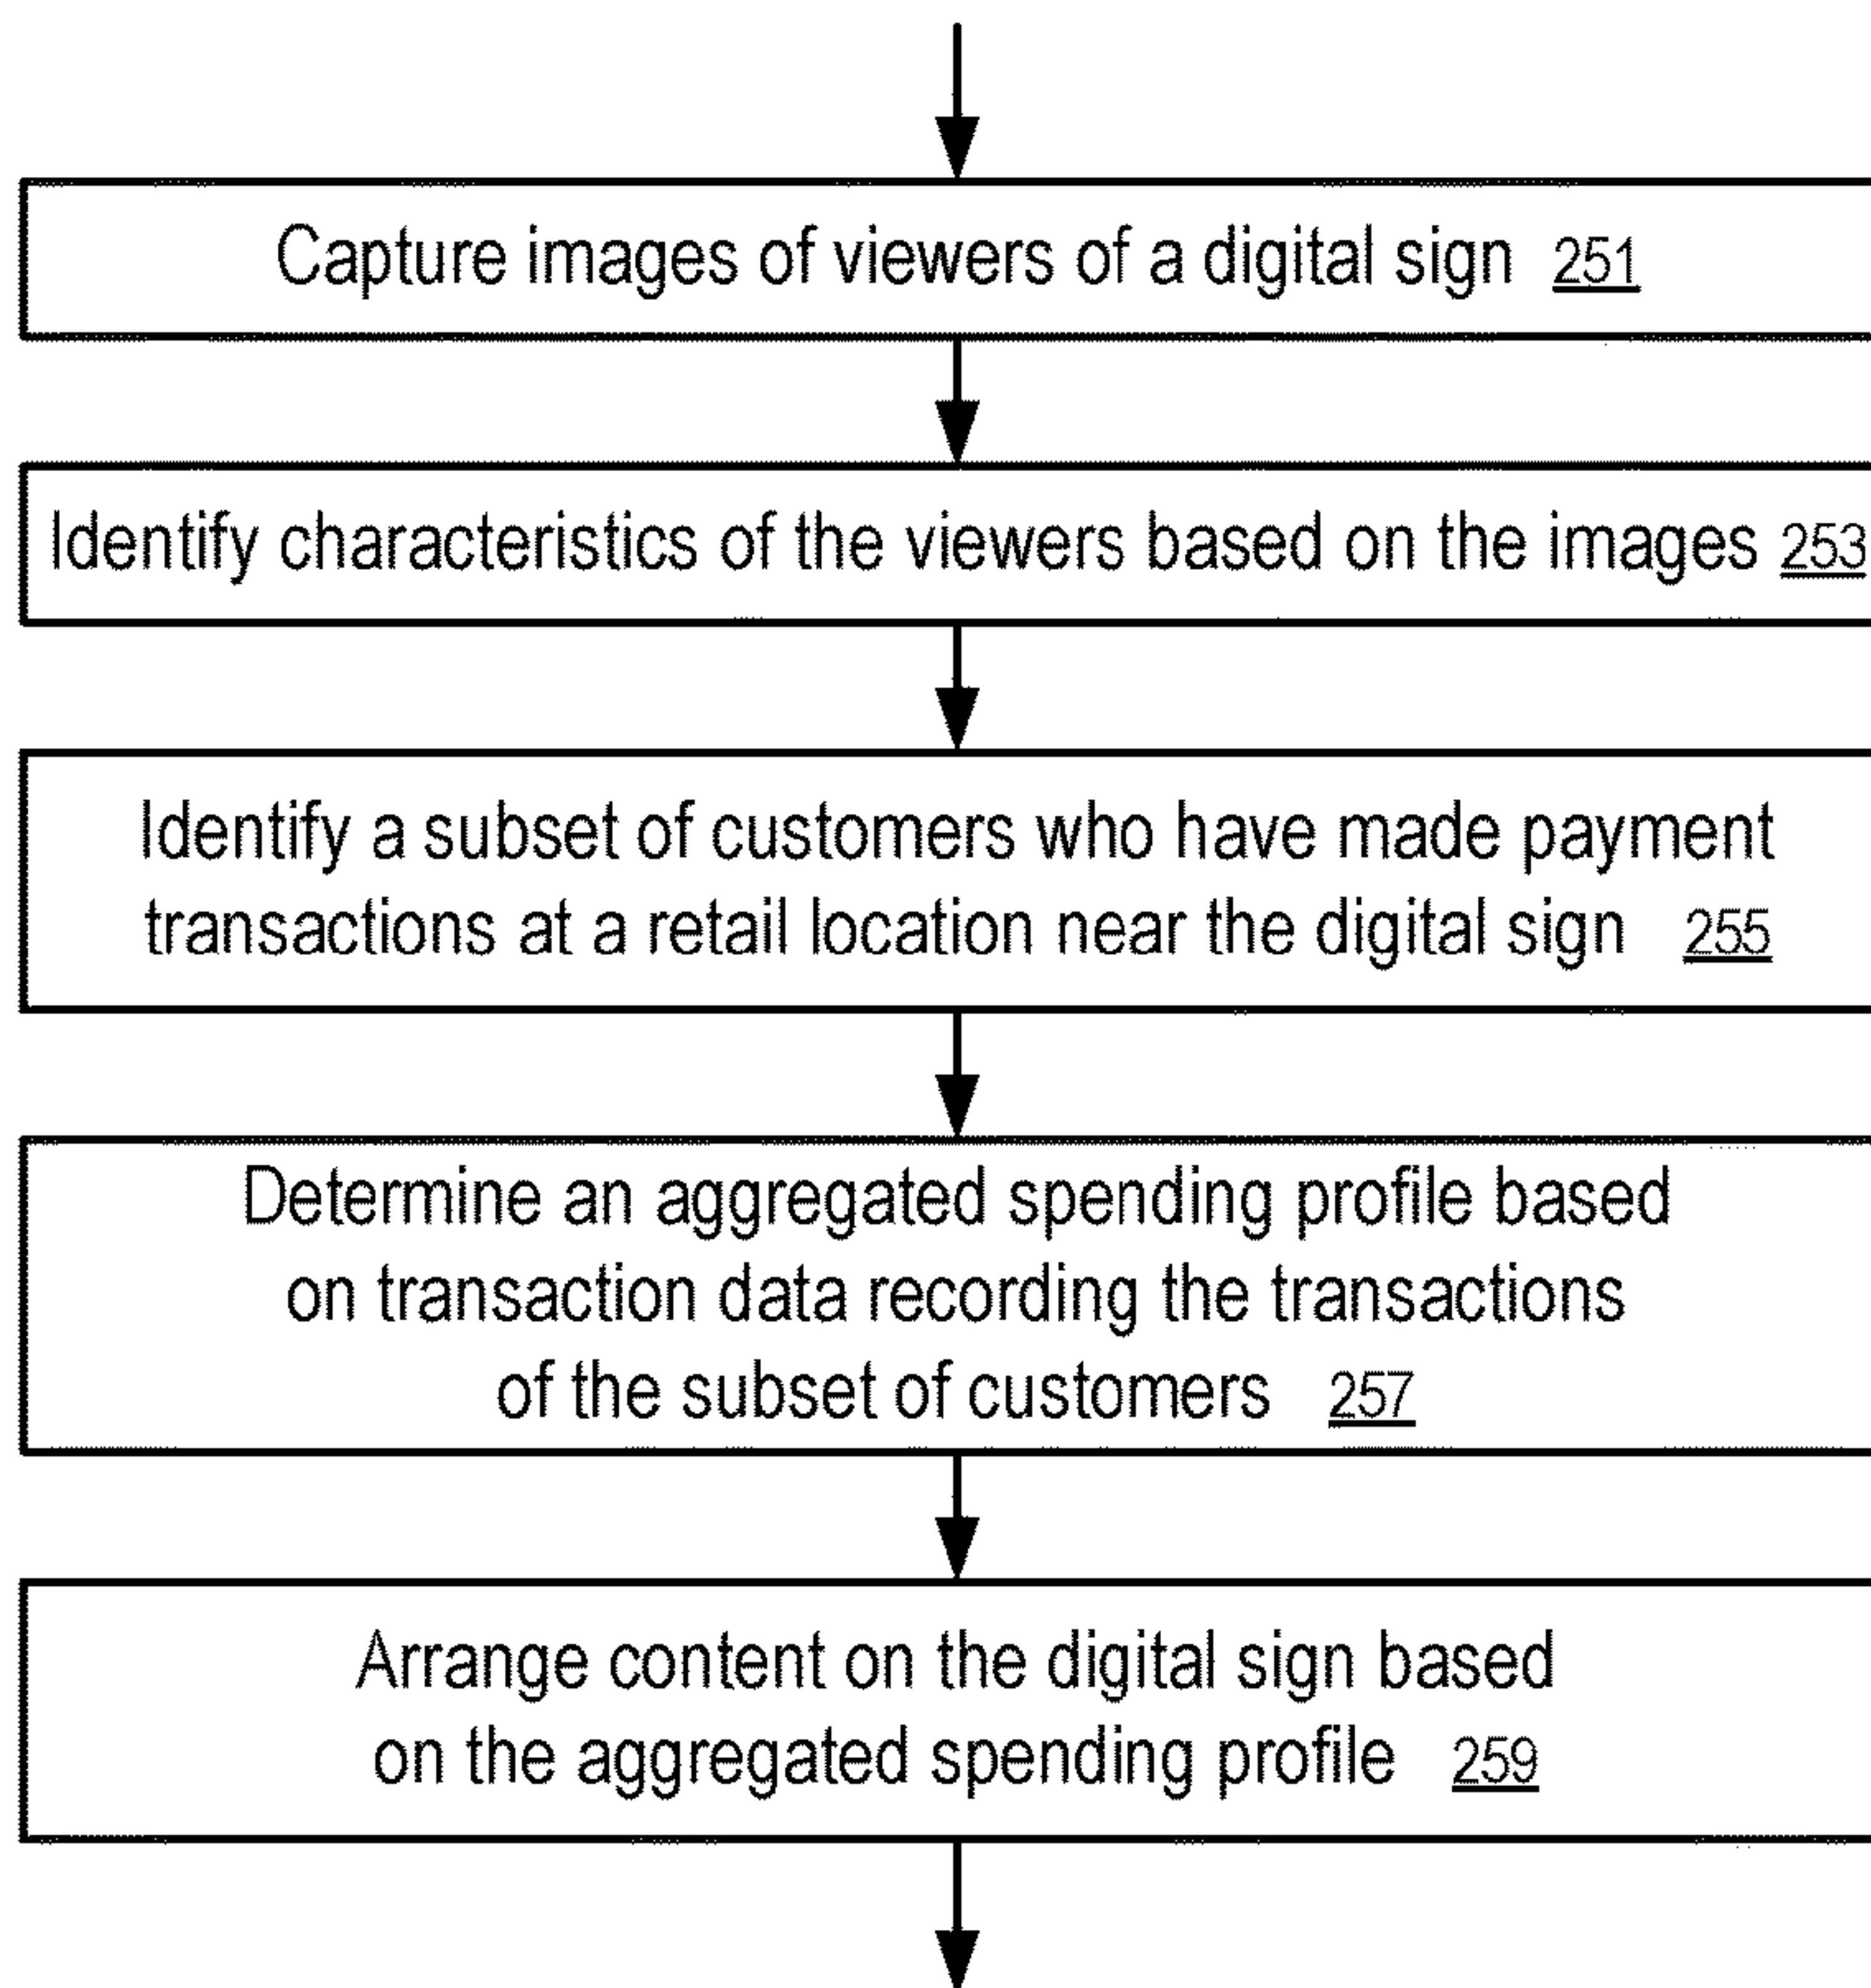 Capture images of viewers of a digital sign 251
Identify characteristics of the viewers based on the images 253
Identify a subset of customers who have made payment
transactions at a retail location near the digital sign 255
Determine an aggregated spending profile based
on transaction data recording the transactions
of the subset of customers 257
Arrange content on the digital sign based
on the aggregated spending profile 259